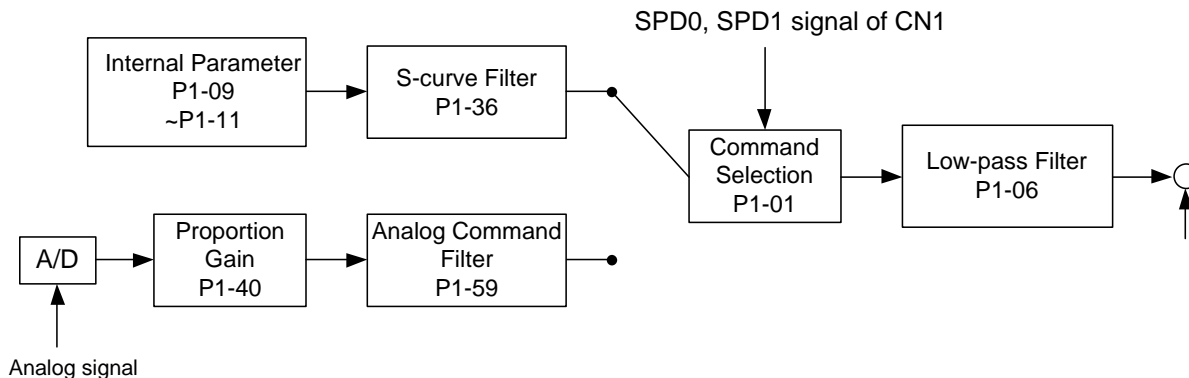 SPD0, SPD1 signal of CN1
Internal Parameter
P1-09
~P1-11
S-curve Filter
P1-36
Command
Selection
P1-01
Low-pass Filter
P1-06
A/D
Proportion
Gain
P1-40
Analog Command
Filter
P1-59
Analog signal